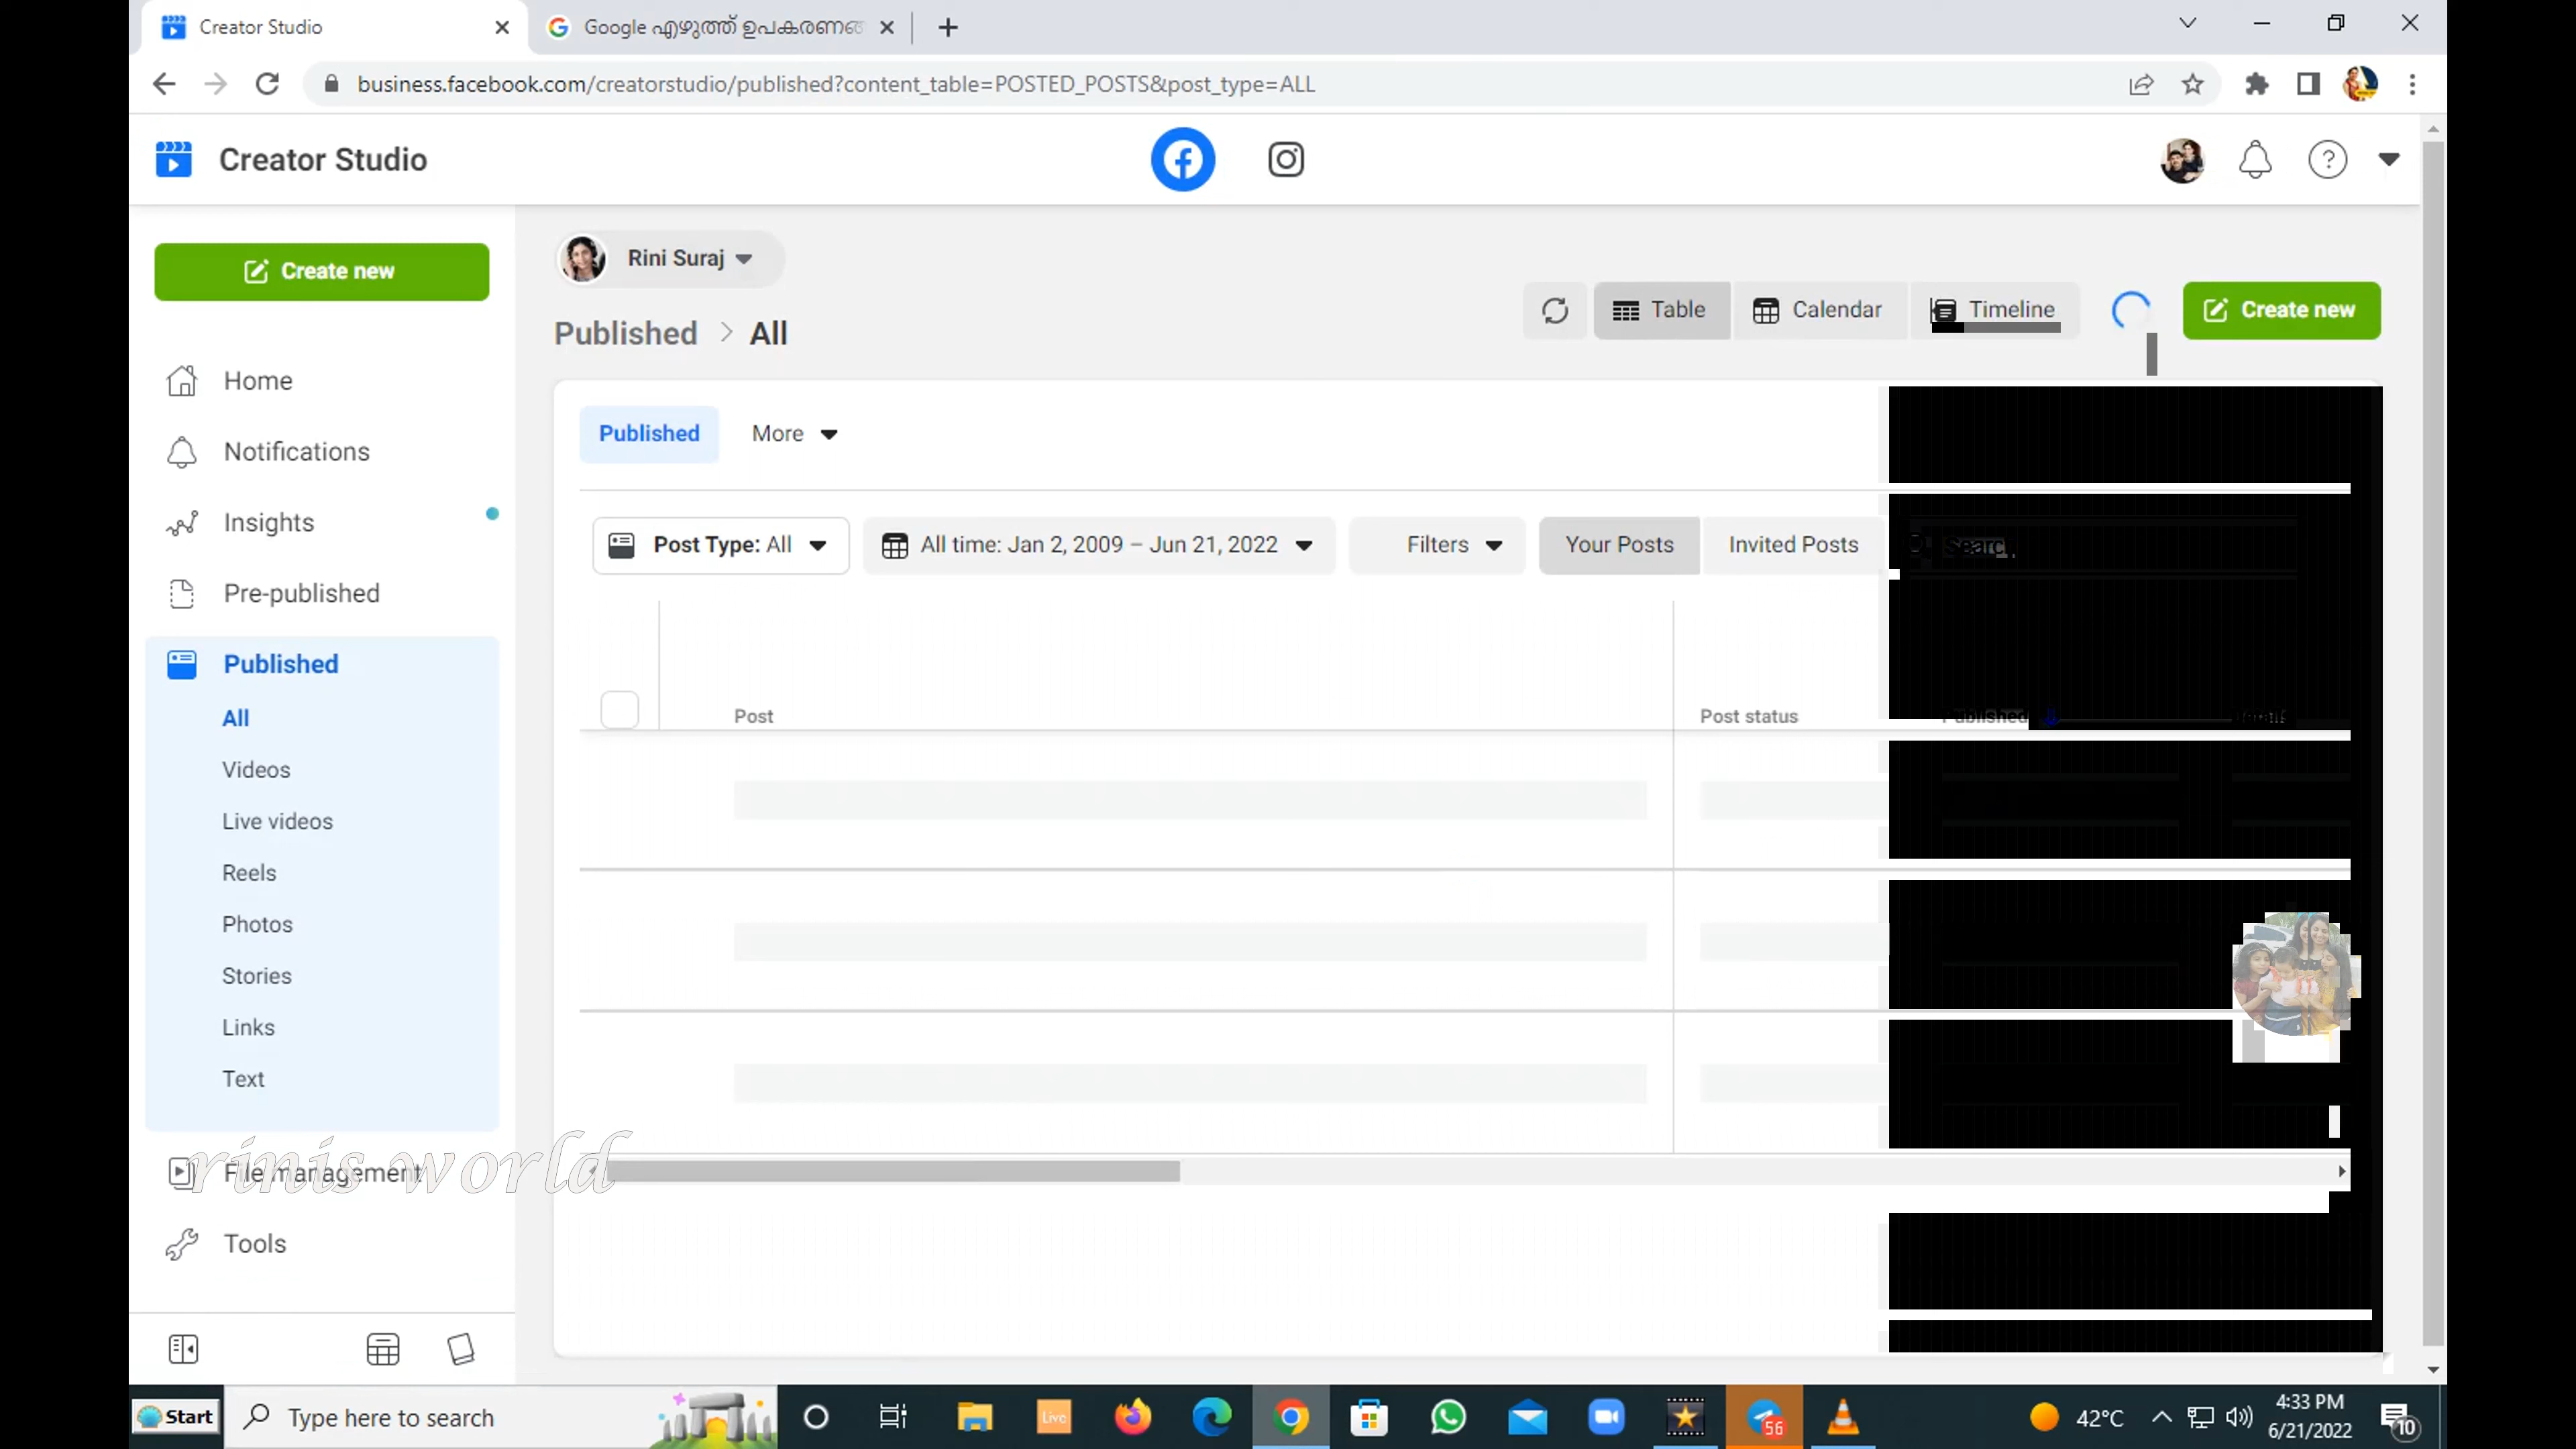 Creator Studio
Google എഴുത്ത് ഉപകരണങ്ങ
business.facebook.com/creatorstudio/published?content_table=POSTED_POSTS&post_type=ALL
Creator Studio
Create new
Rini Suraj
Published > All
Table
Calendar
Timeline
Create new
Home
Notifications
Insights
Pre-published
Published
All
Videos
Live videos
Reels
Photos
Stories
Links
Text
File management
Tools
Published
More
Post Type: All
All time: Jan 2, 2009 – Jun 21, 2022
Filters
Your Posts
Invited Posts
Post
Post status
Published
rinis world
Start
Type here to search
Live
56
42°C
4:33 PM
6/21/2022
10